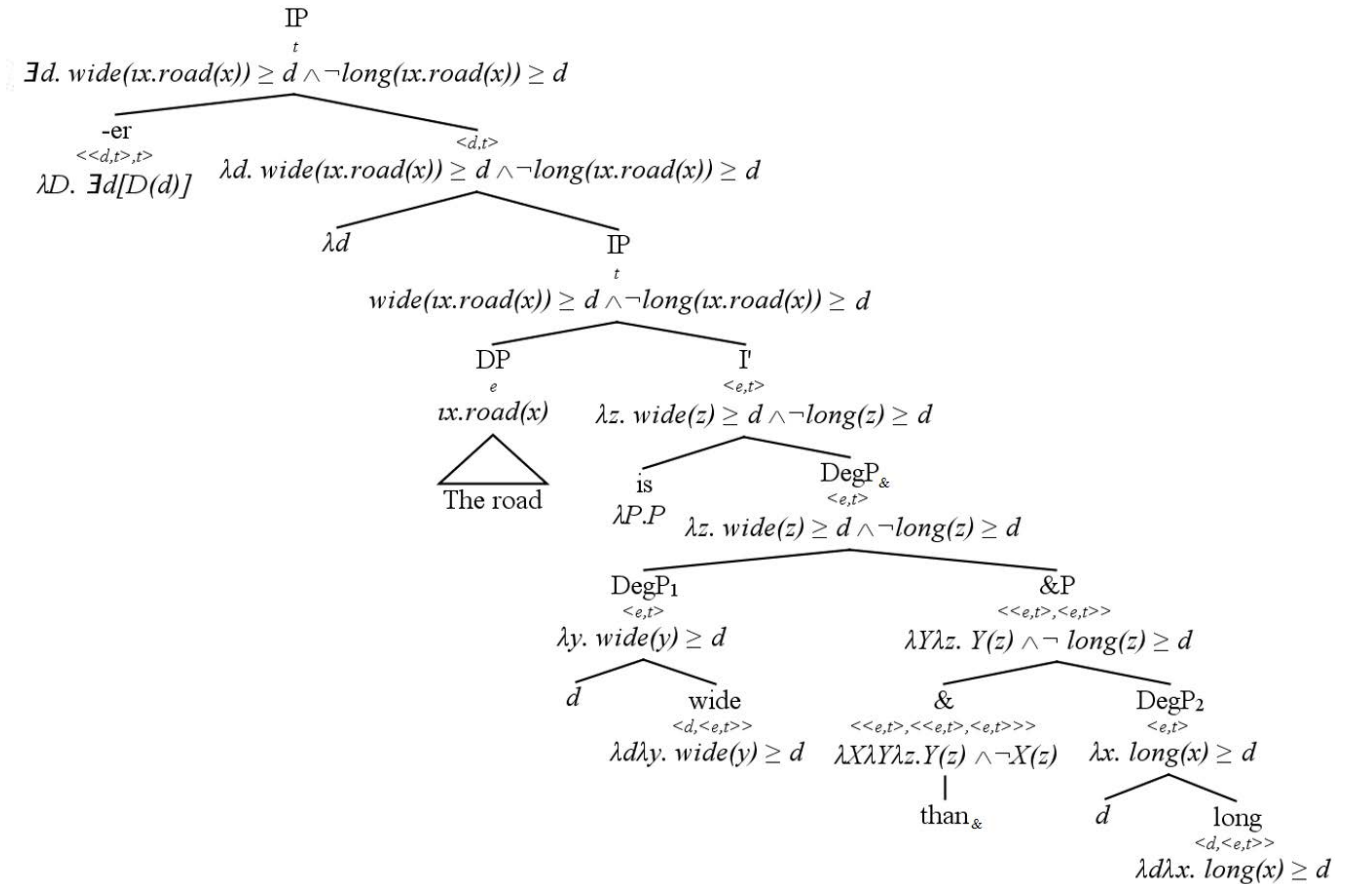 IP
t
∃d. wide(ιx.road(x)) ≥ d ∧¬long(ιx.road(x)) ≥ d
-er
<<d,t>,t>
λD. ∃d[D(d)]
<d,t>
λd. wide(ιx.road(x)) ≥ d ∧¬long(ιx.road(x)) ≥ d
λd
IP
t
wide(ιx.road(x)) ≥ d ∧¬long(ιx.road(x)) ≥ d
DP
e
ιx.road(x)
The road
I'
<e,t>
λz. wide(z) ≥ d ∧¬long(z) ≥ d
is
λP.P
DegP&
<e,t>
λz. wide(z) ≥ d ∧¬long(z) ≥ d
DegP₁
<e,t>
λy. wide(y) ≥ d
d
wide
<d,<e,t>>
λdλy. wide(y) ≥ d
&P
<<e,t>,<e,t>>
λYλz. Y(z) ∧¬ long(z) ≥ d
&
<<e,t>,<<e,t>,<e,t>>>
λXλYλz.Y(z) ∧¬X(z)
than&
DegP₂
<e,t>
λx. long(x) ≥ d
d
long
<d,<e,t>>
λdλx. long(x) ≥ d